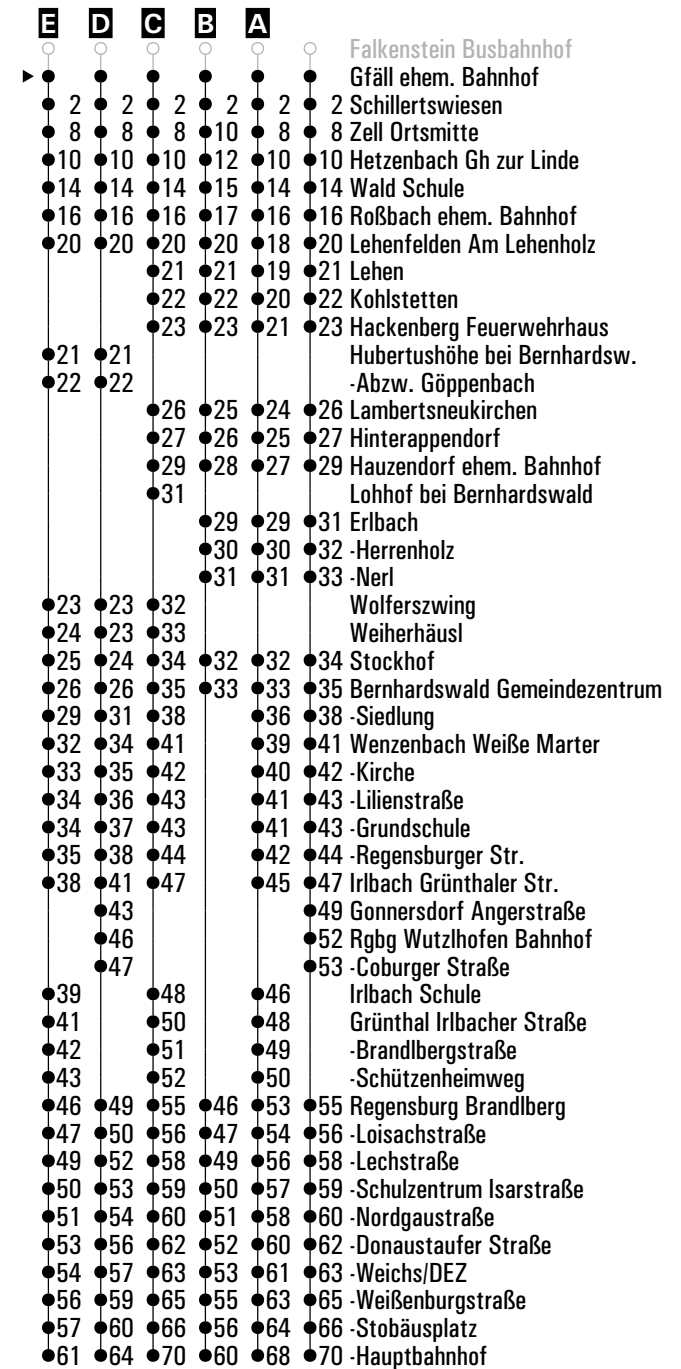 E D C B A
Falkenstein Busbahnhof
Gfäll ehem. Bahnhof
2 2 2 2 2 2 Schillertswiesen
8 8 8 10 8 8 Zell Ortsmitte
10 10 10 12 10 10 Hetzenbach Gh zur Linde
14 14 14 15 14 14 Wald Schule
16 16 16 17 16 16 Roßbach ehem. Bahnhof
20 20 20 20 18 20 Lehenfelden Am Lehenholz
21 21 19 21 Lehen
22 22 20 22 Kohlstetten
23 23 21 23 Hackenberg Feuerwehrhaus
21 21 Hubertushöhe bei Bernhardsw.
22 22 -Abzw. Göppenbach
26 25 24 26 Lambertsneukirchen
27 26 25 27 Hinterappendorf
29 28 27 29 Hauzendorf ehem. Bahnhof
31 Lohhof bei Bernhardswald
29 29 31 Erlbach
30 30 32 -Herrenholz
31 31 33 -Nerl
23 23 32 Wolferszwing
24 23 33 Weiherhäusl
25 24 34 32 32 34 Stockhof
26 26 35 33 33 35 Bernhardswald Gemeindezentrum
29 31 38 36 38 -Siedlung
32 34 41 39 41 Wenzenbach Weiße Marter
33 35 42 40 42 -Kirche
34 36 43 41 43 -Lilienstraße
34 37 43 41 43 -Grundschule
35 38 44 42 44 -Regensburger Str.
38 41 47 45 47 Irlbach Grünthaler Str.
43 49 Gonnersdorf Angerstraße
46 52 Rgbg Wutzlhofen Bahnhof
47 53 -Coburger Straße
39 48 46 Irlbach Schule
41 50 48 Grünthal Irlbacher Straße
42 51 49 -Brandlbergstraße
43 52 50 -Schützenheimweg
46 49 55 46 53 55 Regensburg Brandlberg
47 50 56 47 54 56 -Loisachstraße
49 52 58 49 56 58 -Lechstraße
50 53 59 50 57 59 -Schulzentrum Isarstraße
51 54 60 51 58 60 -Nordgaustraße
53 56 62 52 60 62 -Donaustaufer Straße
54 57 63 53 61 63 -Weichs/DEZ
56 59 65 55 63 65 -Weißenburgstraße
57 60 66 56 64 66 -Stobäusplatz
61 64 70 60 68 70 -Hauptbahnhof